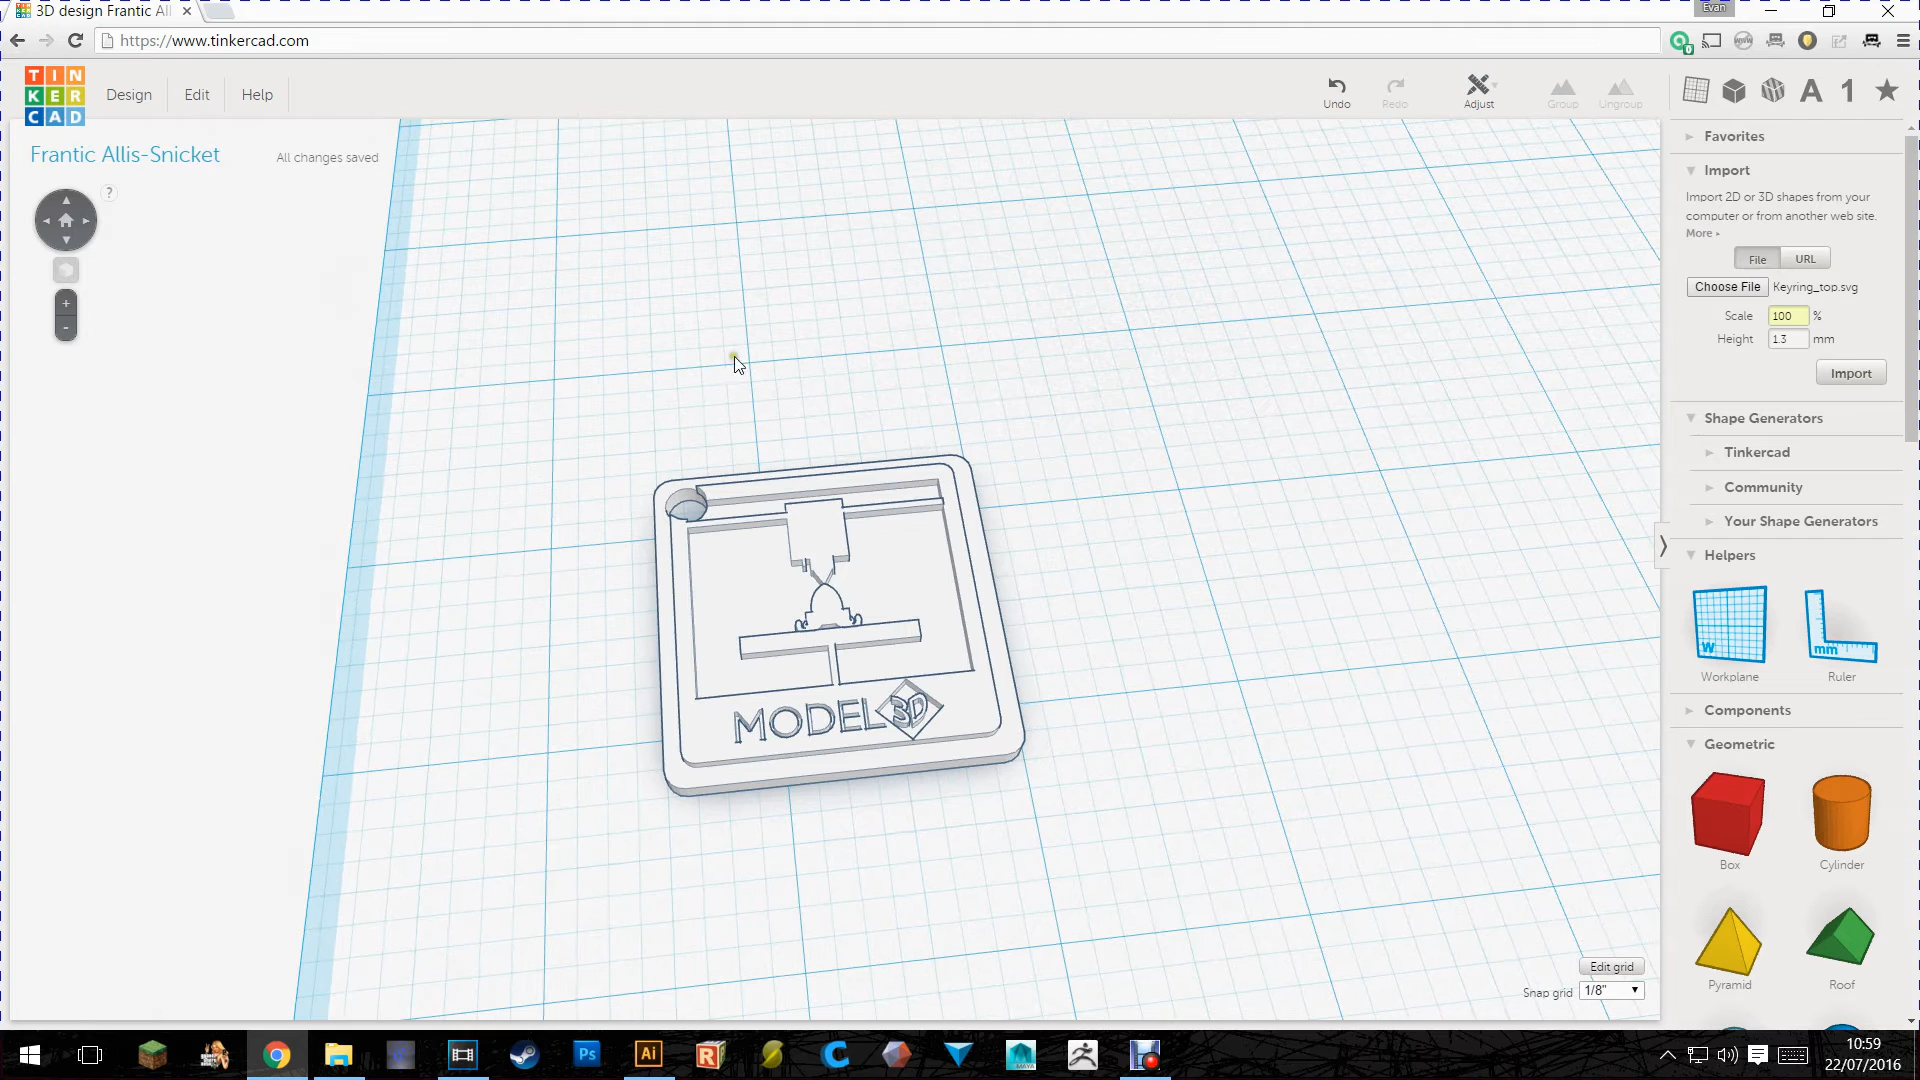 3D design Frantic All
Evan
https://www.tinkercad.com
TIN
KER
CAD
Design
Edit
Help
Undo
Redo
Adjust
Group
Ungroup
A
1
Frantic Allis-Snicket
All changes saved
?
+
-
Favorites
Import
Import 2D or 3D shapes from your
computer or from another web site.
More
File
URL
Choose File
Keyring_top.svg
Scale
100
%
Height
1.3
mm
Import
Shape Generators
Tinkercad
Community
Your Shape Generators
Helpers
W
mm
Workplane
Ruler
Components
Geometric
Box
Cylinder
Pyramid
Roof
MODEL 3D
Edit grid
Snap grid
1/8"
Ps
Ai
R
C
MAYA
10:59
22/07/2016